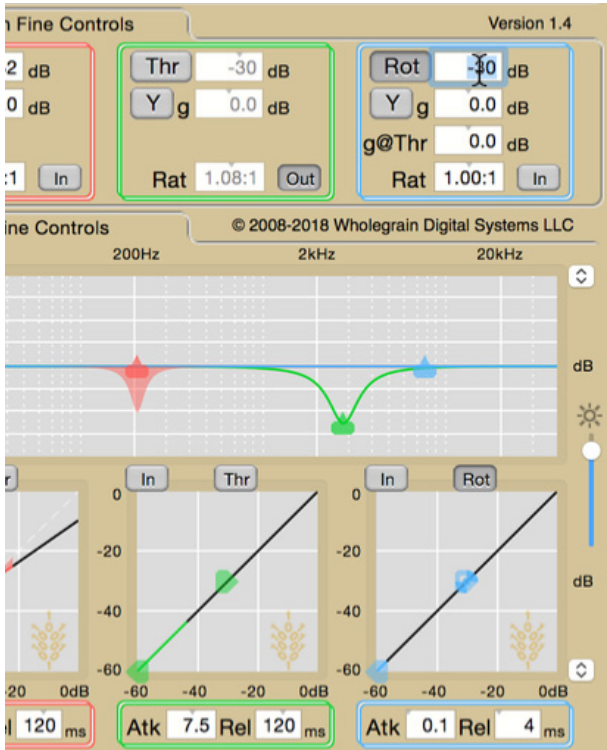 n Fine Controls Version 1.4
2 dB Thr -30 dB Rot -30 dB
0 dB Y g 0.0 dB Y g 0.0 dB
g@Thr 0.0 dB
:1 In Rat 1.08:1 Out Rat 1.00:1 In
ine Controls © 2008-2018 Wholegrain Digital Systems LLC
200Hz 2kHz 20kHz
dB
r In Thr In Rot
0 0
-20 -20
dB
-40 -40
-60 -60
-20 0dB -60 -40 -20 0dB -60 -40 -20 0dB
el 120 ms Atk 7.5 Rel 120 ms Atk 0.1 Rel 4 ms